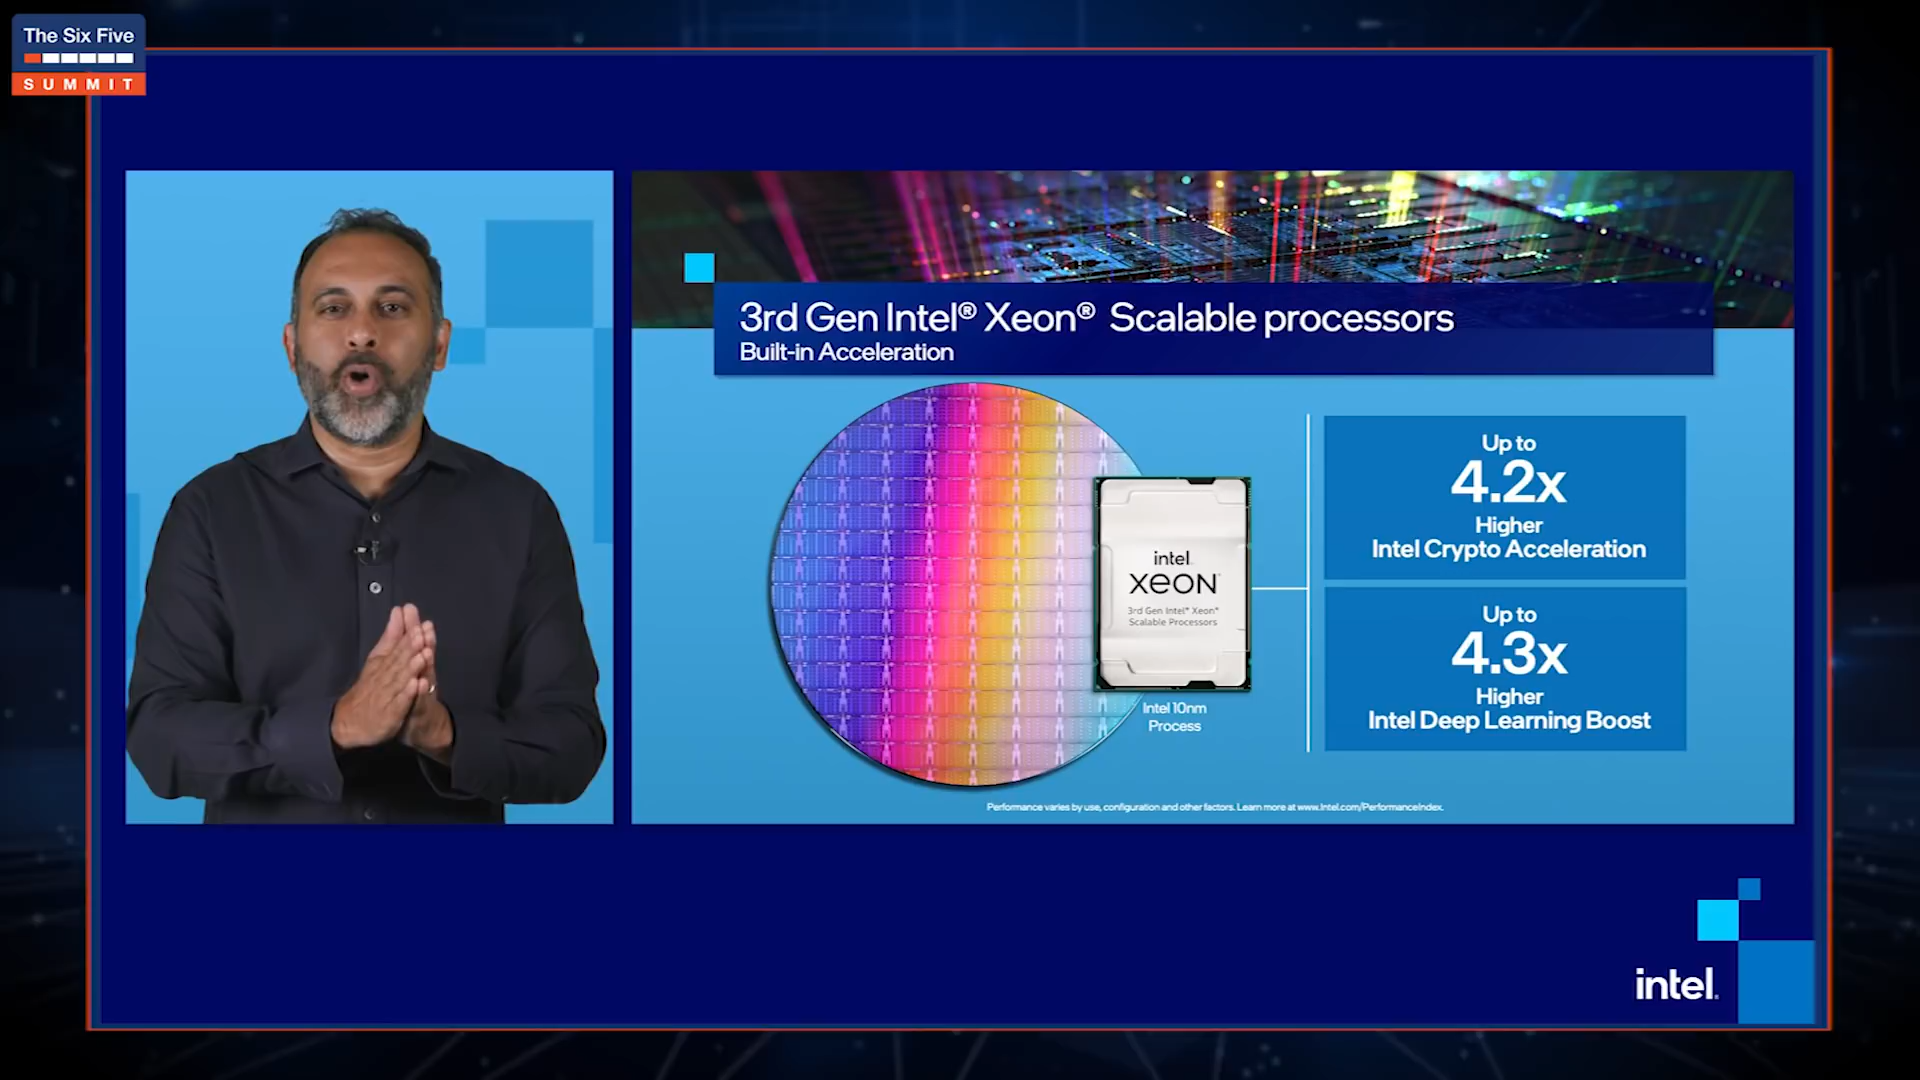 The Six Five
SUMMIT
3rd Gen Intel® Xeon® Scalable processors
Built-in Acceleration
intel
xeon
3rd Gen Intel® Xeon®
Scalable Processors
Intel 10nm
Process
Up to
4.2x
Higher
Intel Crypto Acceleration
Up to
4.3x
Higher
Intel Deep Learning Boost
Performance varies by use, configuration and other factors. Learn more at www.Intel.com/PerformanceIndex.
intel.